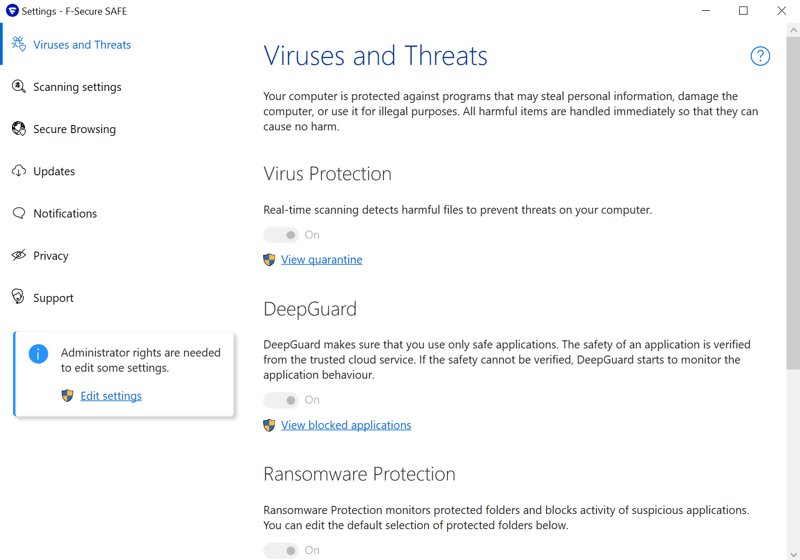 Settings - F-Secure SAFE
Viruses and Threats
Scanning settings
Secure Browsing
Updates
Notifications
Privacy
Support
Administrator rights are needed
to edit some settings.
Edit settings
Viruses and Threats
Your computer is protected against programs that may steal personal information, damage the
computer, or use it for illegal purposes. All harmful items are handled immediately so that they can
cause no harm.
Virus Protection
Real-time scanning detects harmful files to prevent threats on your computer.
On
View quarantine
DeepGuard
DeepGuard makes sure that you use only safe applications. The safety of an application is verified
from the trusted cloud service. If the safety cannot be verified, DeepGuard starts to monitor the
application behaviour.
On
View blocked applications
Ransomware Protection
Ransomware Protection monitors protected folders and blocks activity of suspicious applications.
You can edit the default selection of protected folders below.
On